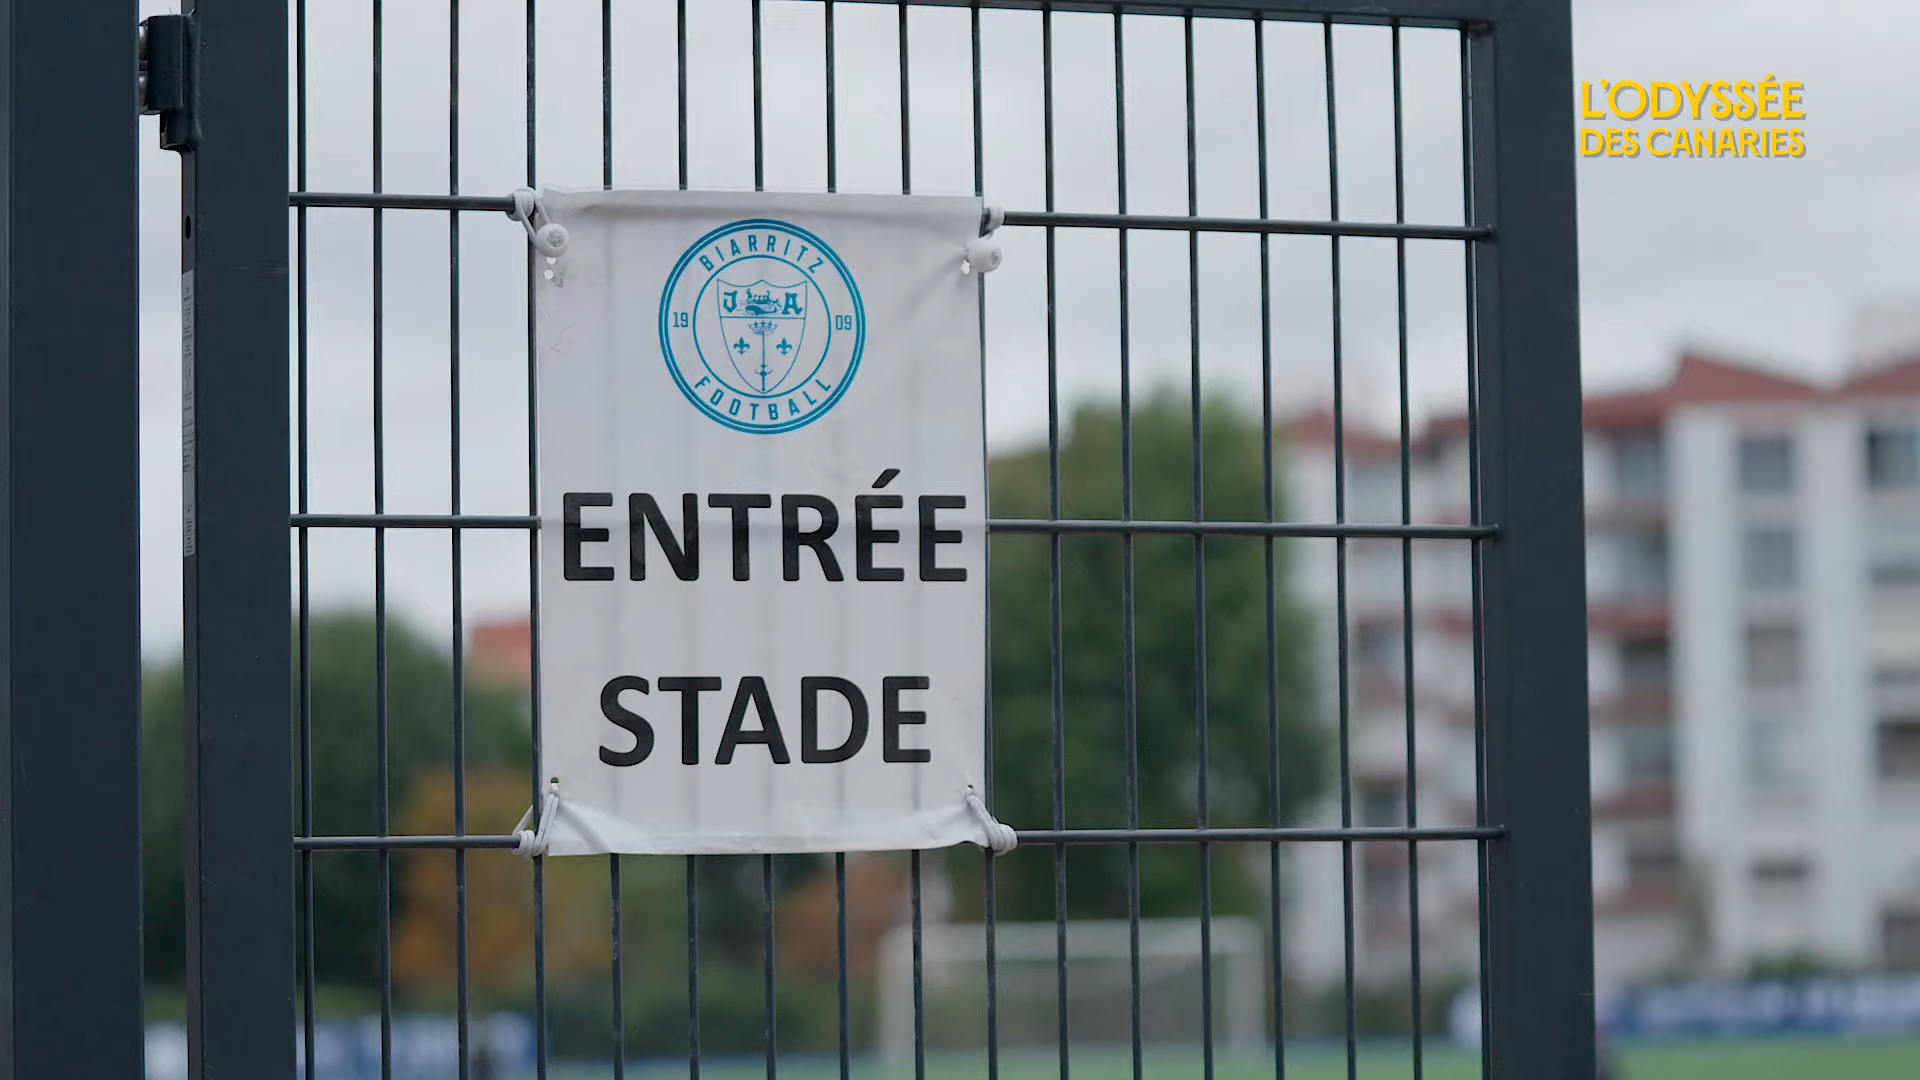 L'ODYSSÉE
DES CANARIES
BIARRITZ
19 J A 09
FOOTBALL
ENTRÉE
STADE